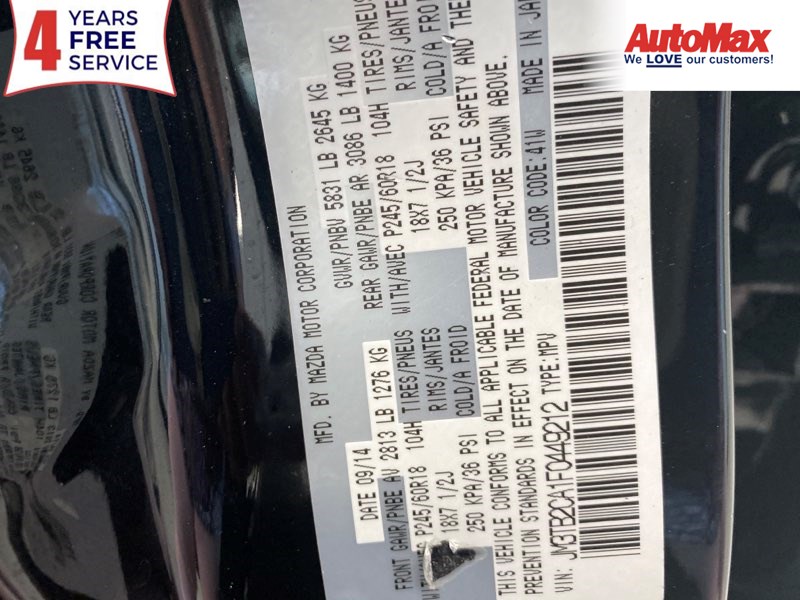 4 YEARS
FREE
SERVICE
AUTOMAX
We LOVE our customers!
MFD. BY MAZDA MOTOR CORPORATION
DATE 09/14 GVWR/PNBV 5831 LB 2645 KG
FRONT GAWR/PNBE AV 2813 LB 1276 KG REAR GAWR/PNBE AR 3086 LB 1400 KG
P245/60R18 104H TIRES/PNEUS WITH/AVEC P245/60R18 104H TIRES/PNEUS
18X7 1/2J RIMS/JANTES 18X7 1/2J RIMS/JANTES
250 KPA/36 PSI COLD/A FROID 250 KPA/36 PSI COLD/A FROID
THIS VEHICLE CONFORMS TO ALL APPLICABLE FEDERAL MOTOR VEHICLE SAFETY AND THE
PREVENTION STANDARDS IN EFFECT ON THE DATE OF MANUFACTURE SHOWN ABOVE.
VIN: JM3TB2CA1F0449212 TYPE: MPV COLOR CODE: 41W MADE IN